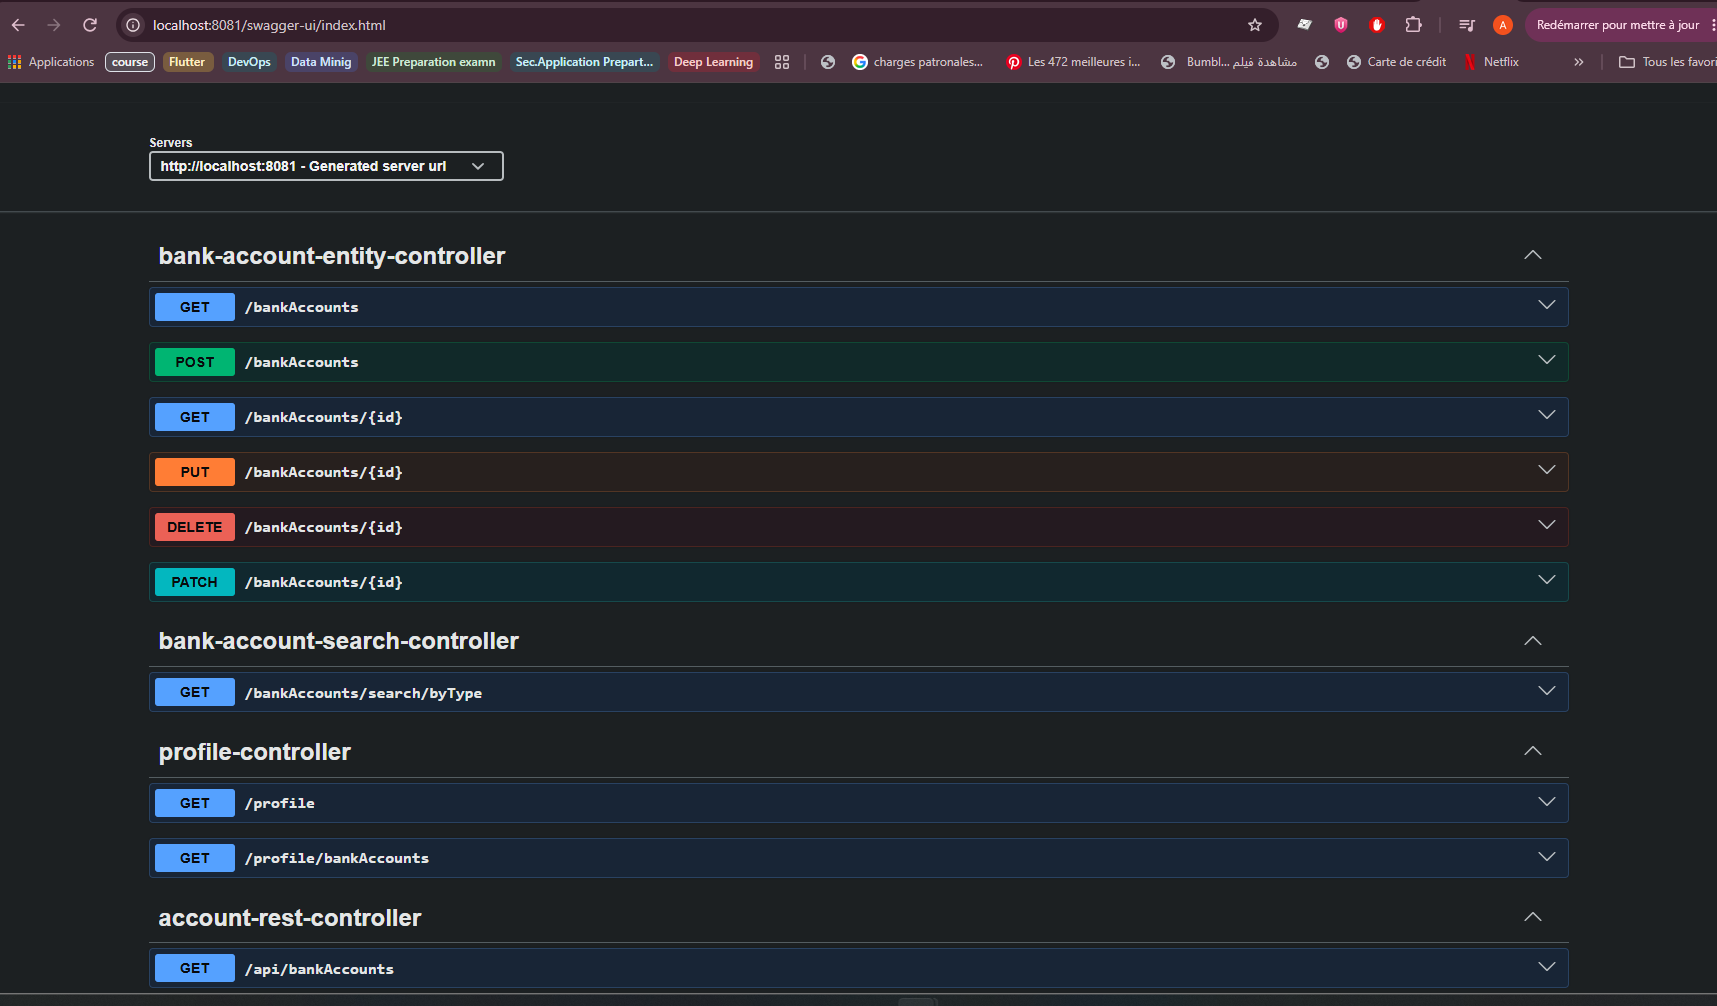 localhost:8081/swagger-ui/index.html
A
Redémarrer pour mettre à jour
Applications
course
Flutter
DevOps
Data Minig
JEE Preparation examn
Sec.Application Prepart...
Deep Learning
charges patronales...
Les 472 meilleures i...
Bumbl... مشاهدة فيلم
Carte de crédit
Netflix
»
Tous les favori
Servers
http://localhost:8081 - Generated server url
bank-account-entity-controller
GET /bankAccounts
POST /bankAccounts
GET /bankAccounts/{id}
PUT /bankAccounts/{id}
DELETE /bankAccounts/{id}
PATCH /bankAccounts/{id}
bank-account-search-controller
GET /bankAccounts/search/byType
profile-controller
GET /profile
GET /profile/bankAccounts
account-rest-controller
GET /api/bankAccounts